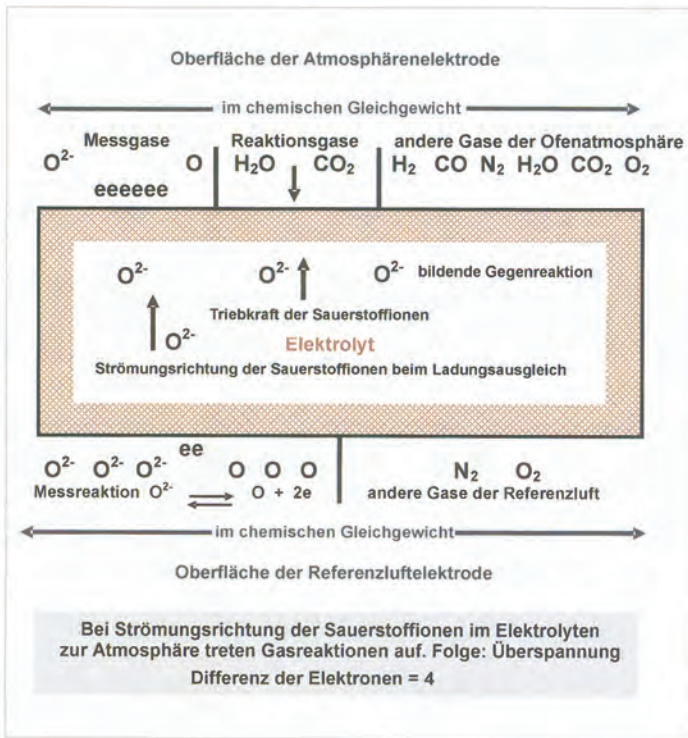 Oberfläche der Atmosphärenelektrode
im chemischen Gleichgewicht
Messgase
Reaktionsgase
andere Gase der Ofenatmosphäre
O²⁻ O
H₂O CO₂
H₂ CO N₂ H₂O CO₂ O₂
eeeeee
O²⁻ O²⁻ O²⁻ bildende Gegenreaktion
Triebkraft der Sauerstoffionen
O²⁻
Elektrolyt
Strömungsrichtung der Sauerstoffionen beim Ladungsausgleich
ee
O²⁻ O²⁻ O²⁻ O O O
N₂ O₂
Messreaktion O²⁻ ⇌ O + 2e
andere Gase der Referenzluft
im chemischen Gleichgewicht
Oberfläche der Referenzluftelektrode
Bei Strömungsrichtung der Sauerstoffionen im Elektrolyten
zur Atmosphäre treten Gasreaktionen auf. Folge: Überspannung
Differenz der Elektronen = 4